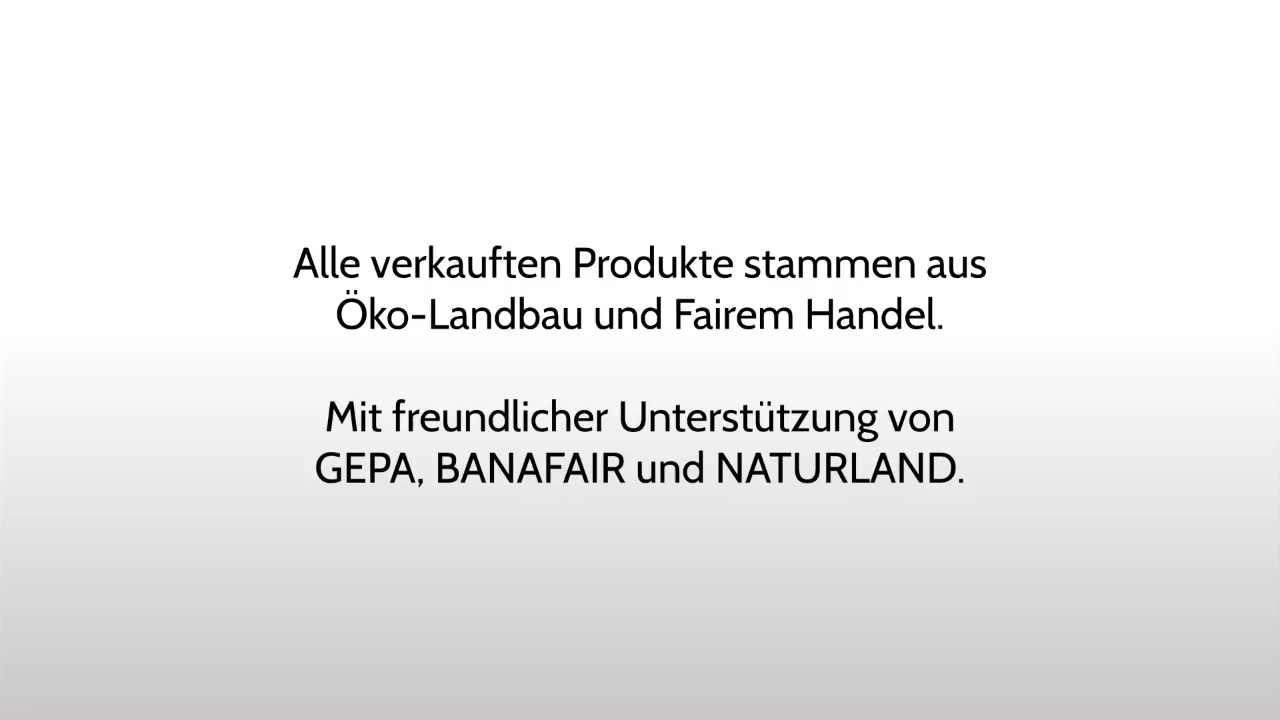 Alle verkauften Produkte stammen aus
Öko-Landbau und Fairem Handel.
Mit freundlicher Unterstützung von
GEPA, BANAFAIR und NATURLAND.